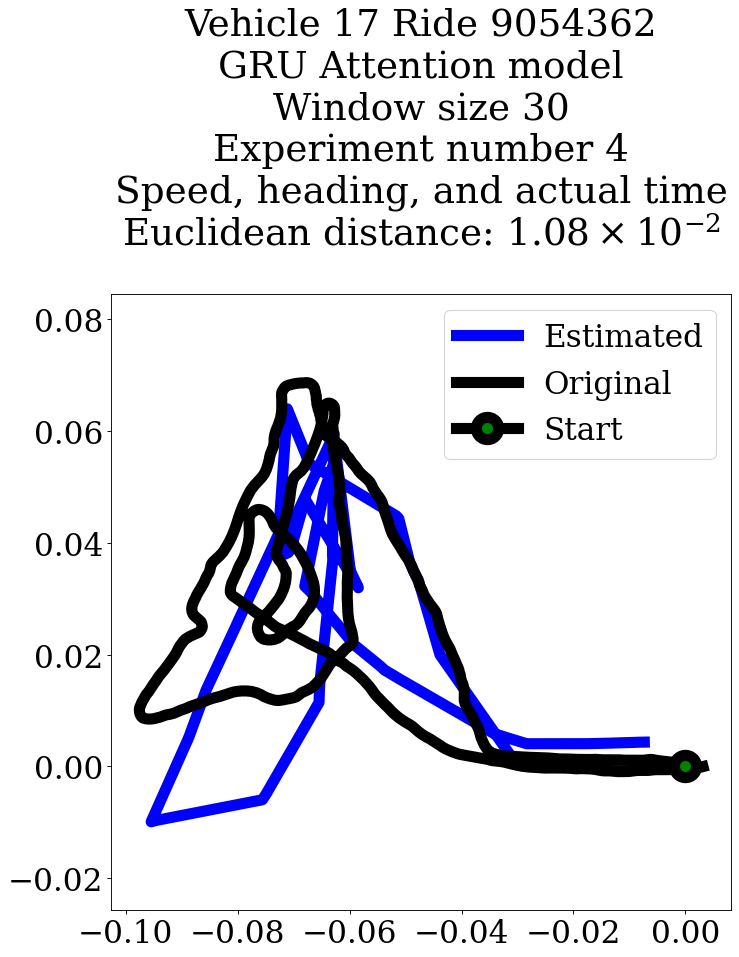 Vehicle 17 Ride 9054362
GRU Attention model
Window size 30
Experiment number 4
Speed, heading, and actual time
Euclidean distance: 1.08 × 10⁻²
Estimated
Original
Start
0.08
0.06
0.04
0.02
0.00
−0.02
−0.10 −0.08 −0.06 −0.04 −0.02 0.00